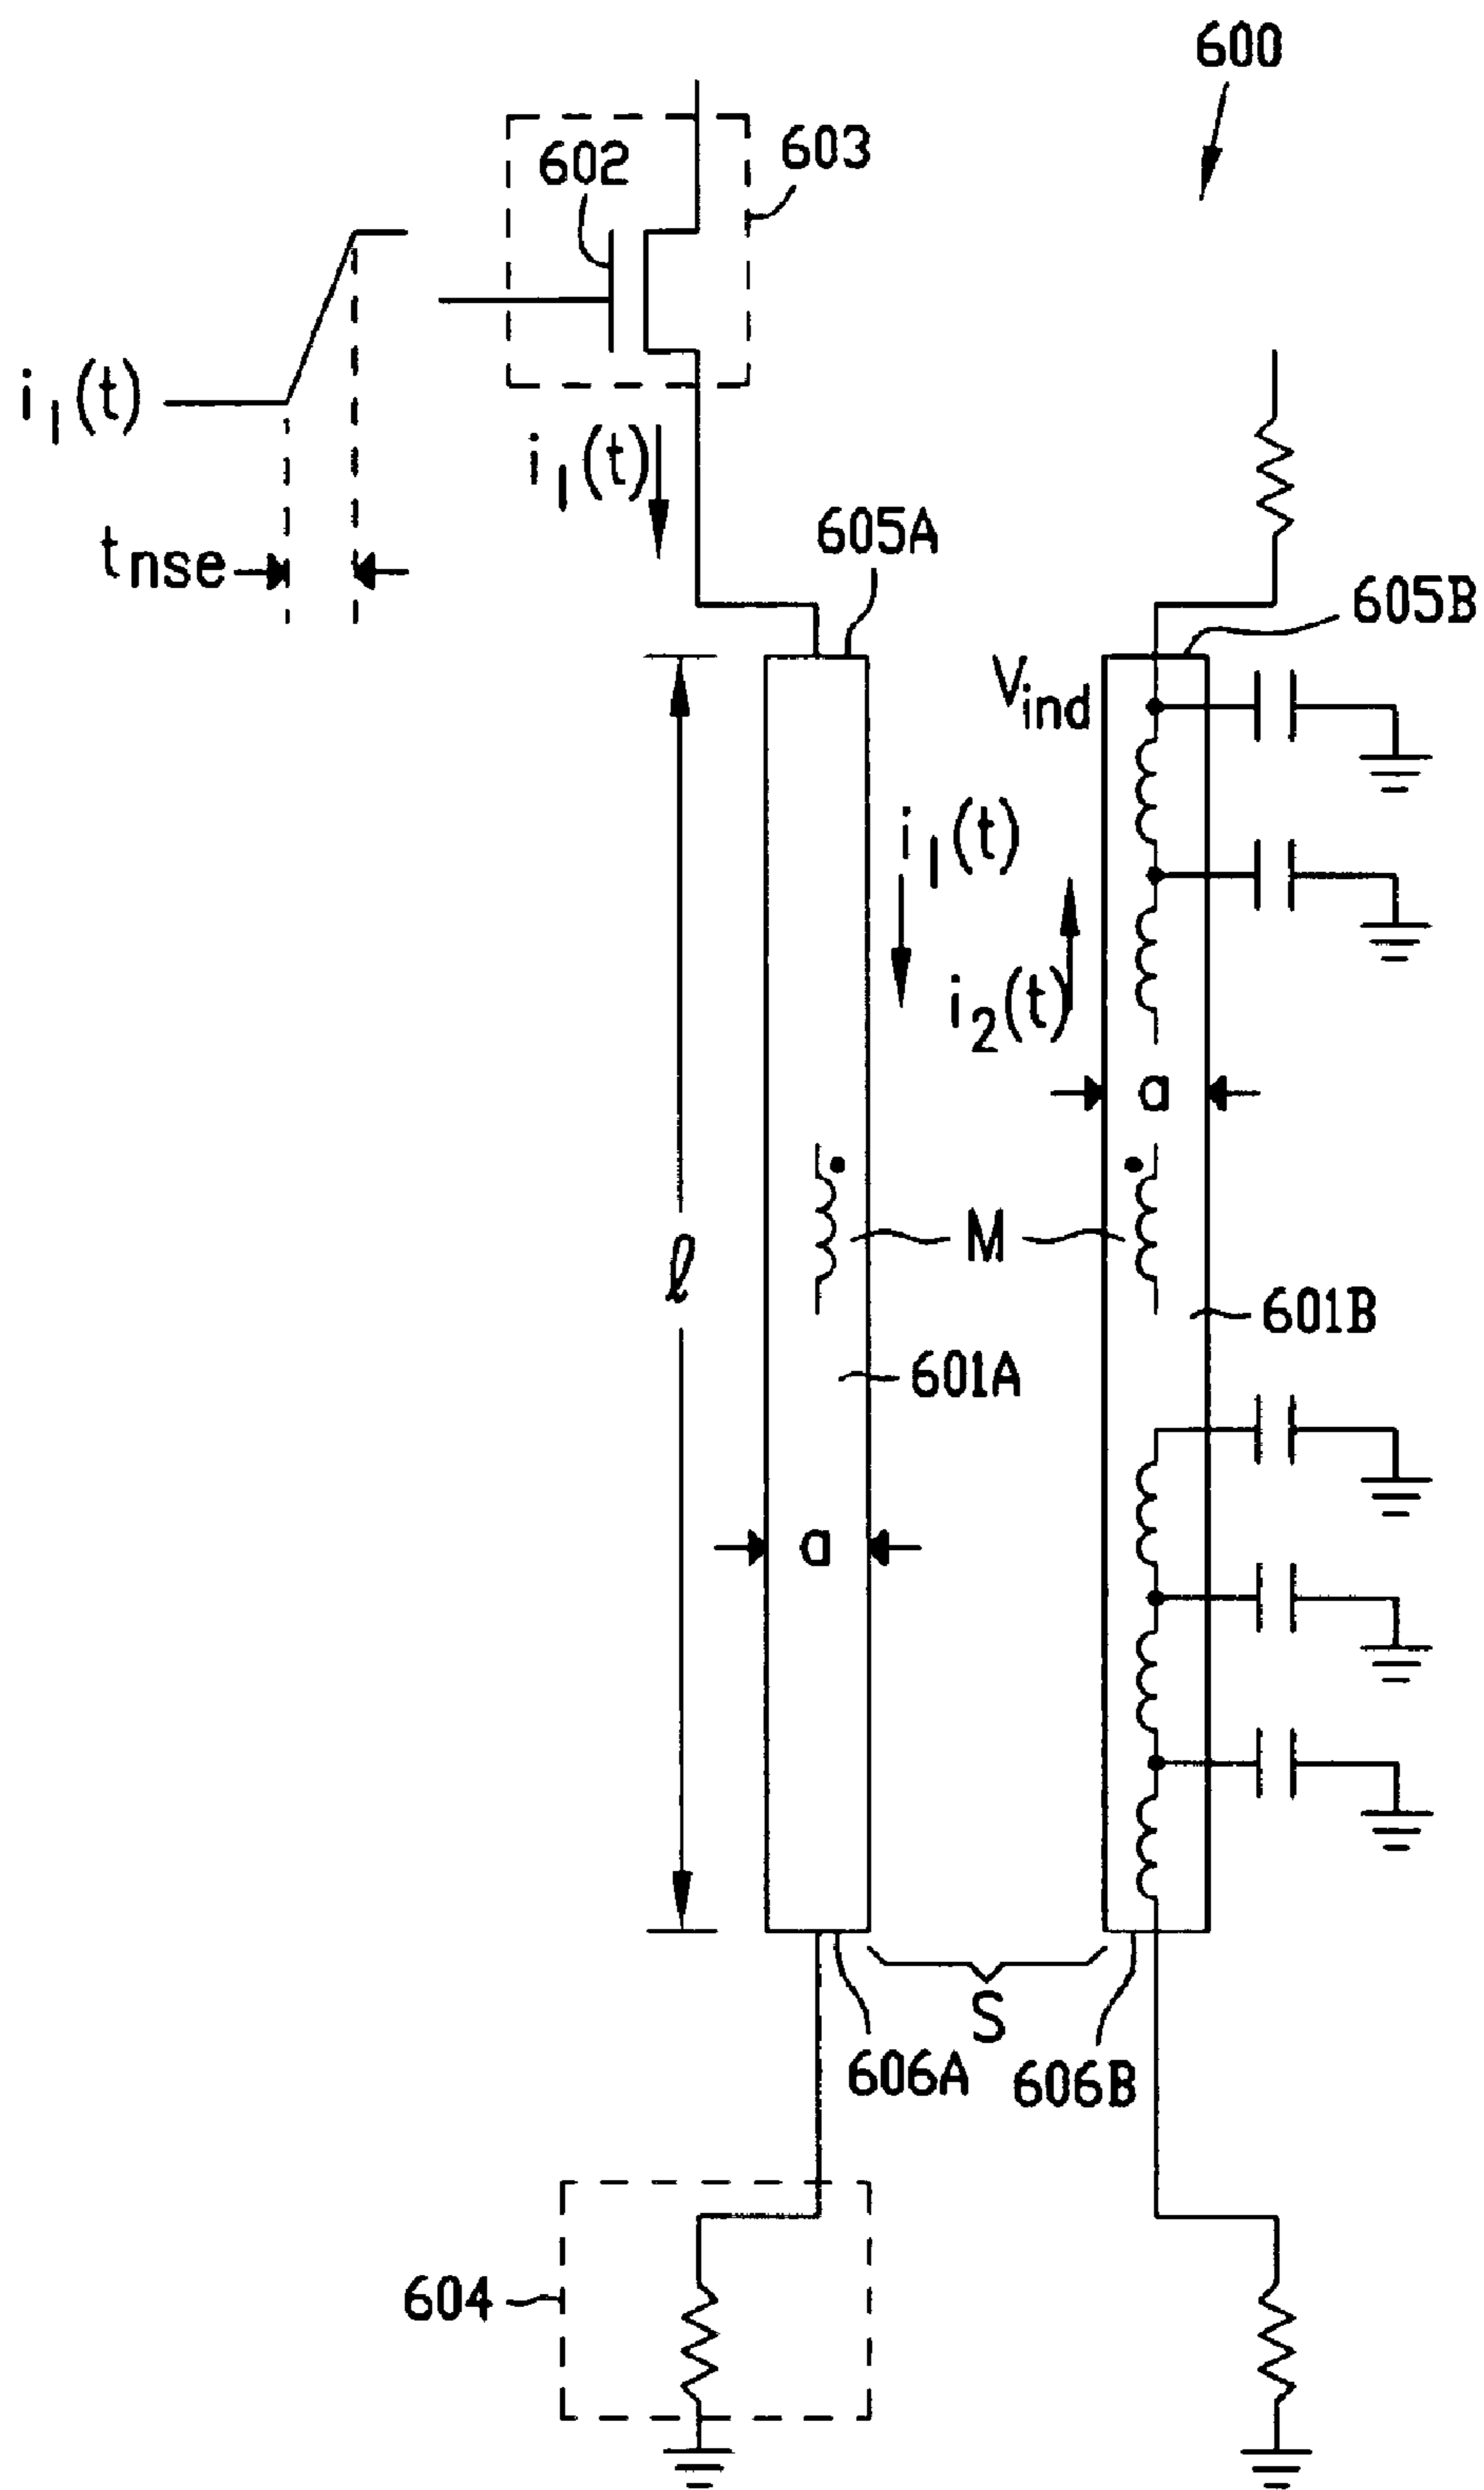 600
602
603
i₁(t)
i₁(t)
tnse
605A
605B
Vind
i₁(t)
i₂(t)
a
M
ℓ
601B
601A
a
S
606A
606B
604